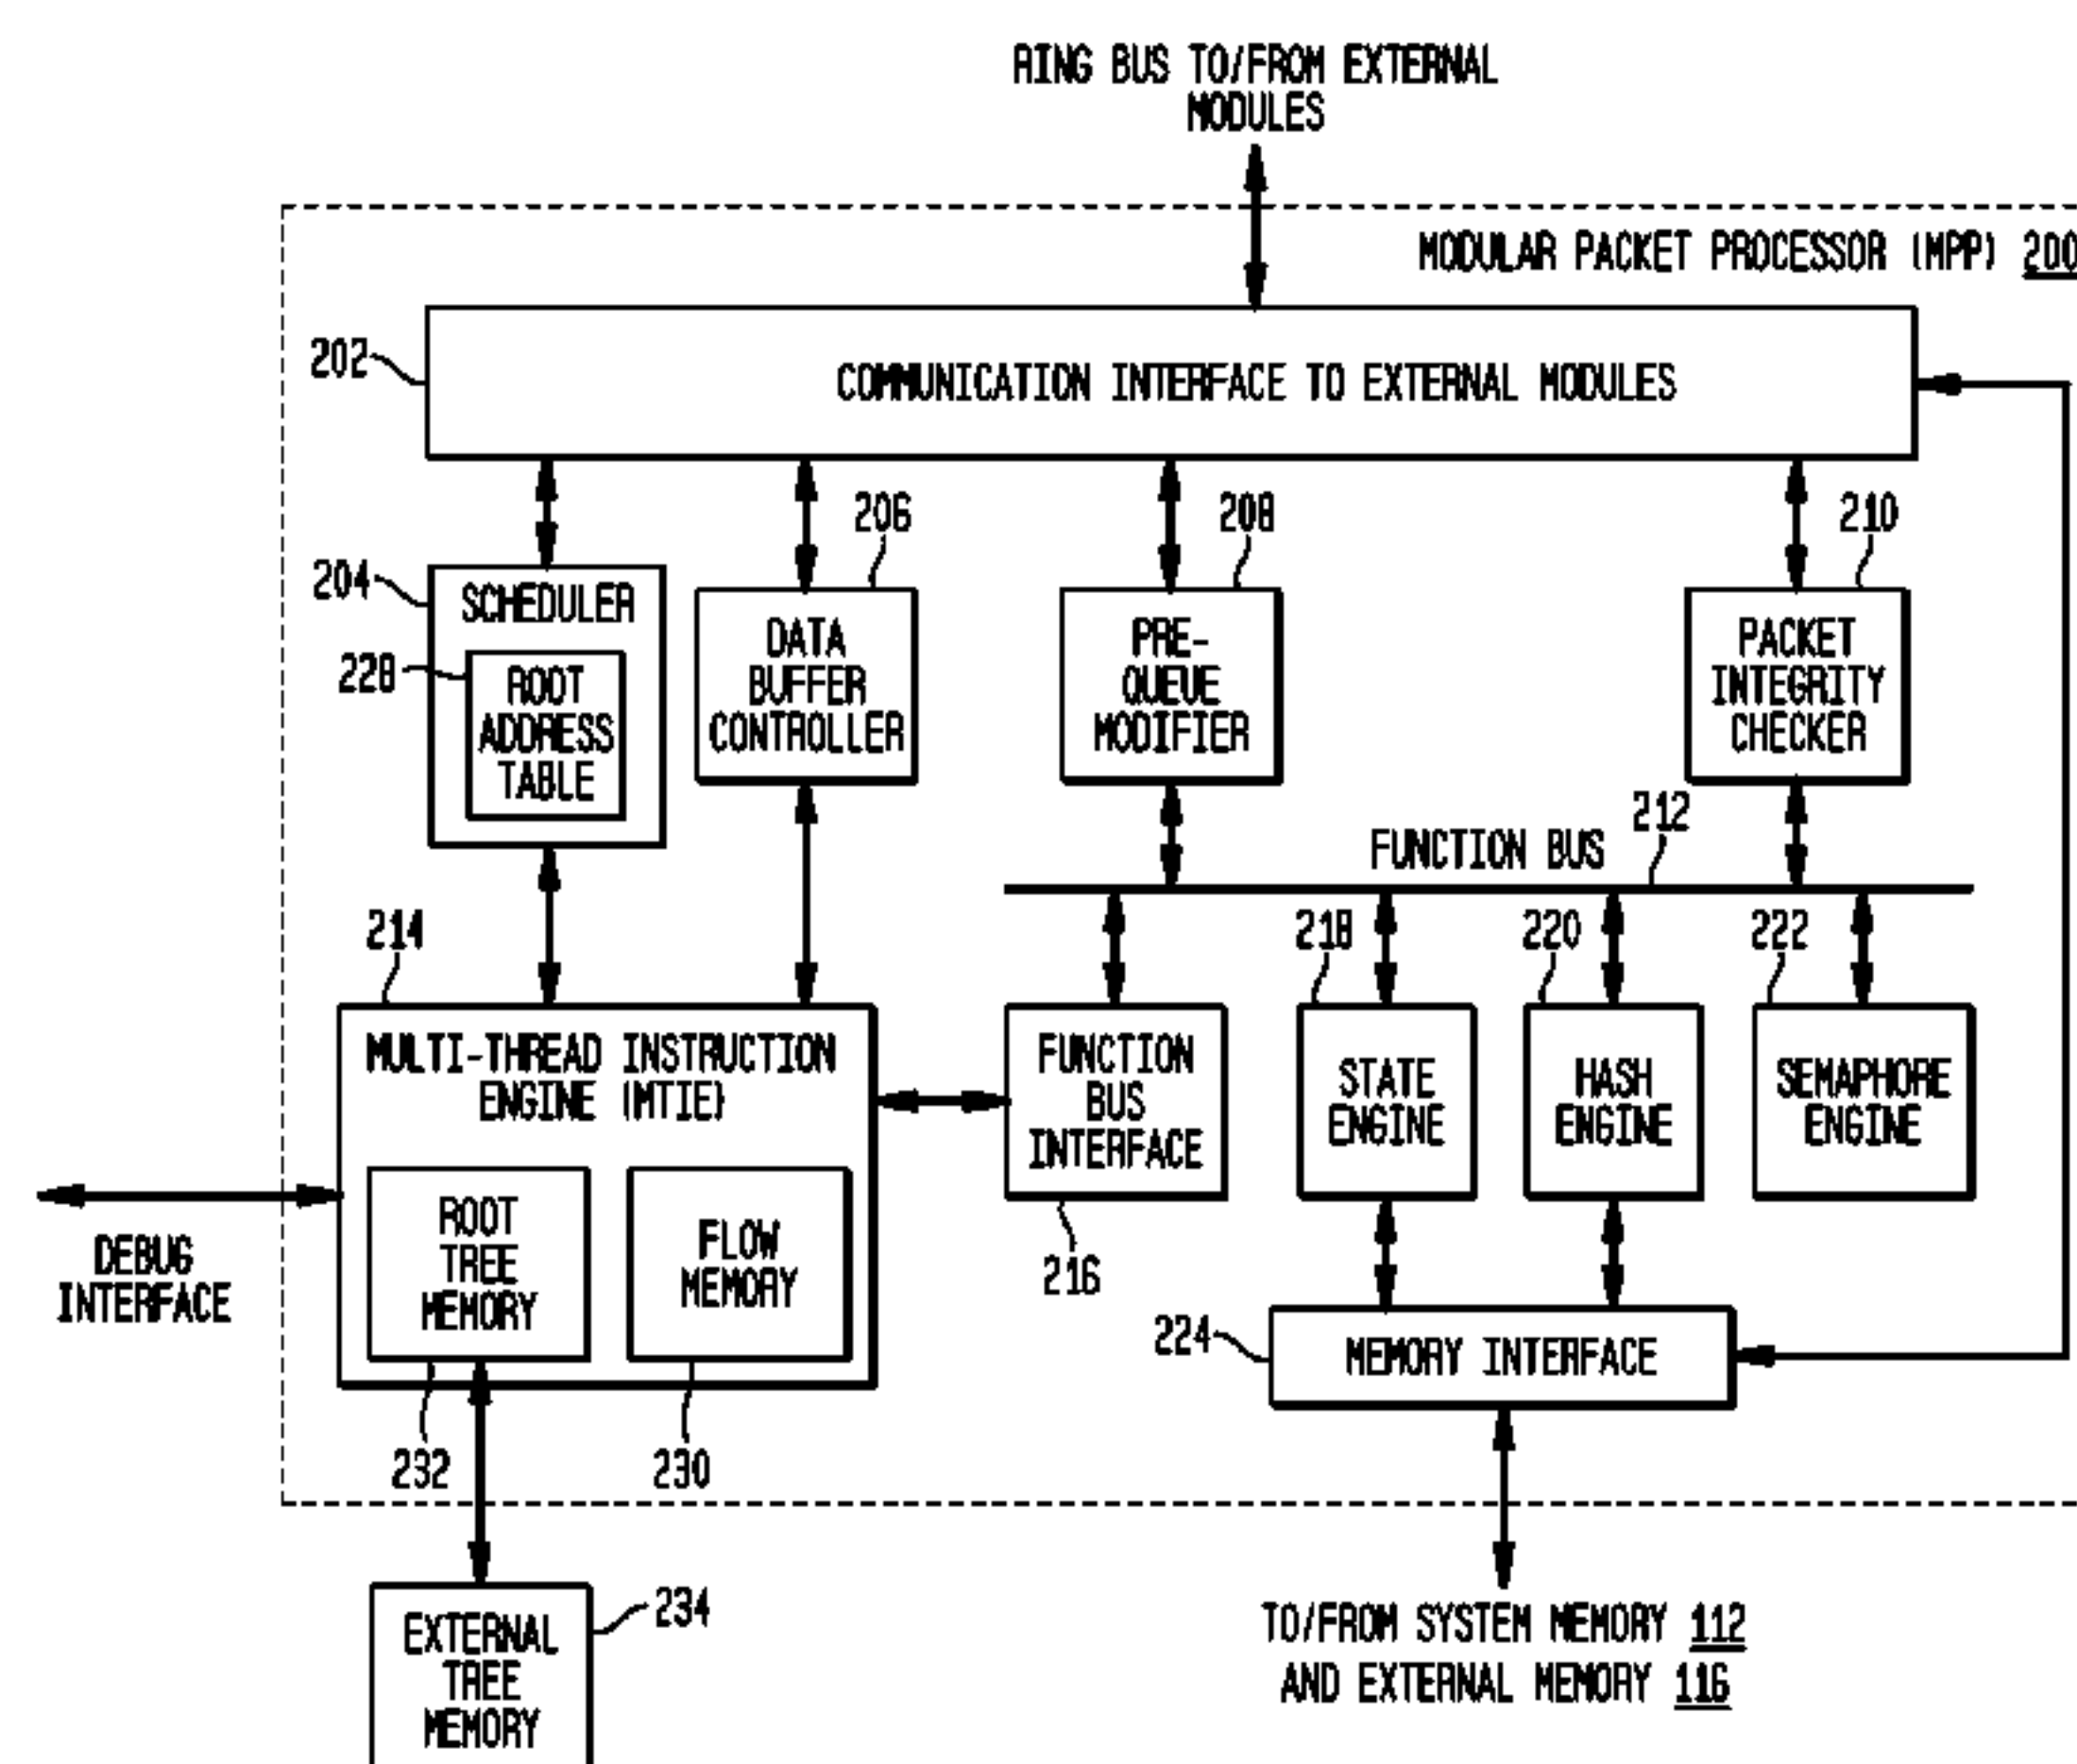 RING BUS TO/FROM EXTERNAL
MODULES
MODULAR PACKET PROCESSOR (MPP) 200
202
COMMUNICATION INTERFACE TO EXTERNAL MODULES
206
208
210
204
SCHEDULER
228
ROOT
ADDRESS
TABLE
DATA
BUFFER
CONTROLLER
PRE-
QUEUE
MODIFIER
PACKET
INTEGRITY
CHECKER
FUNCTION BUS
212
214
218
220
222
MULTI-THREAD INSTRUCTION
ENGINE (MTIE)
FUNCTION
BUS
INTERFACE
STATE
ENGINE
HASH
ENGINE
SEMAPHORE
ENGINE
ROOT
TREE
MEMORY
FLOW
MEMORY
DEBUG
INTERFACE
216
224
MEMORY INTERFACE
232
230
234
EXTERNAL
TREE
MEMORY
TO/FROM SYSTEM MEMORY 112
AND EXTERNAL MEMORY 116